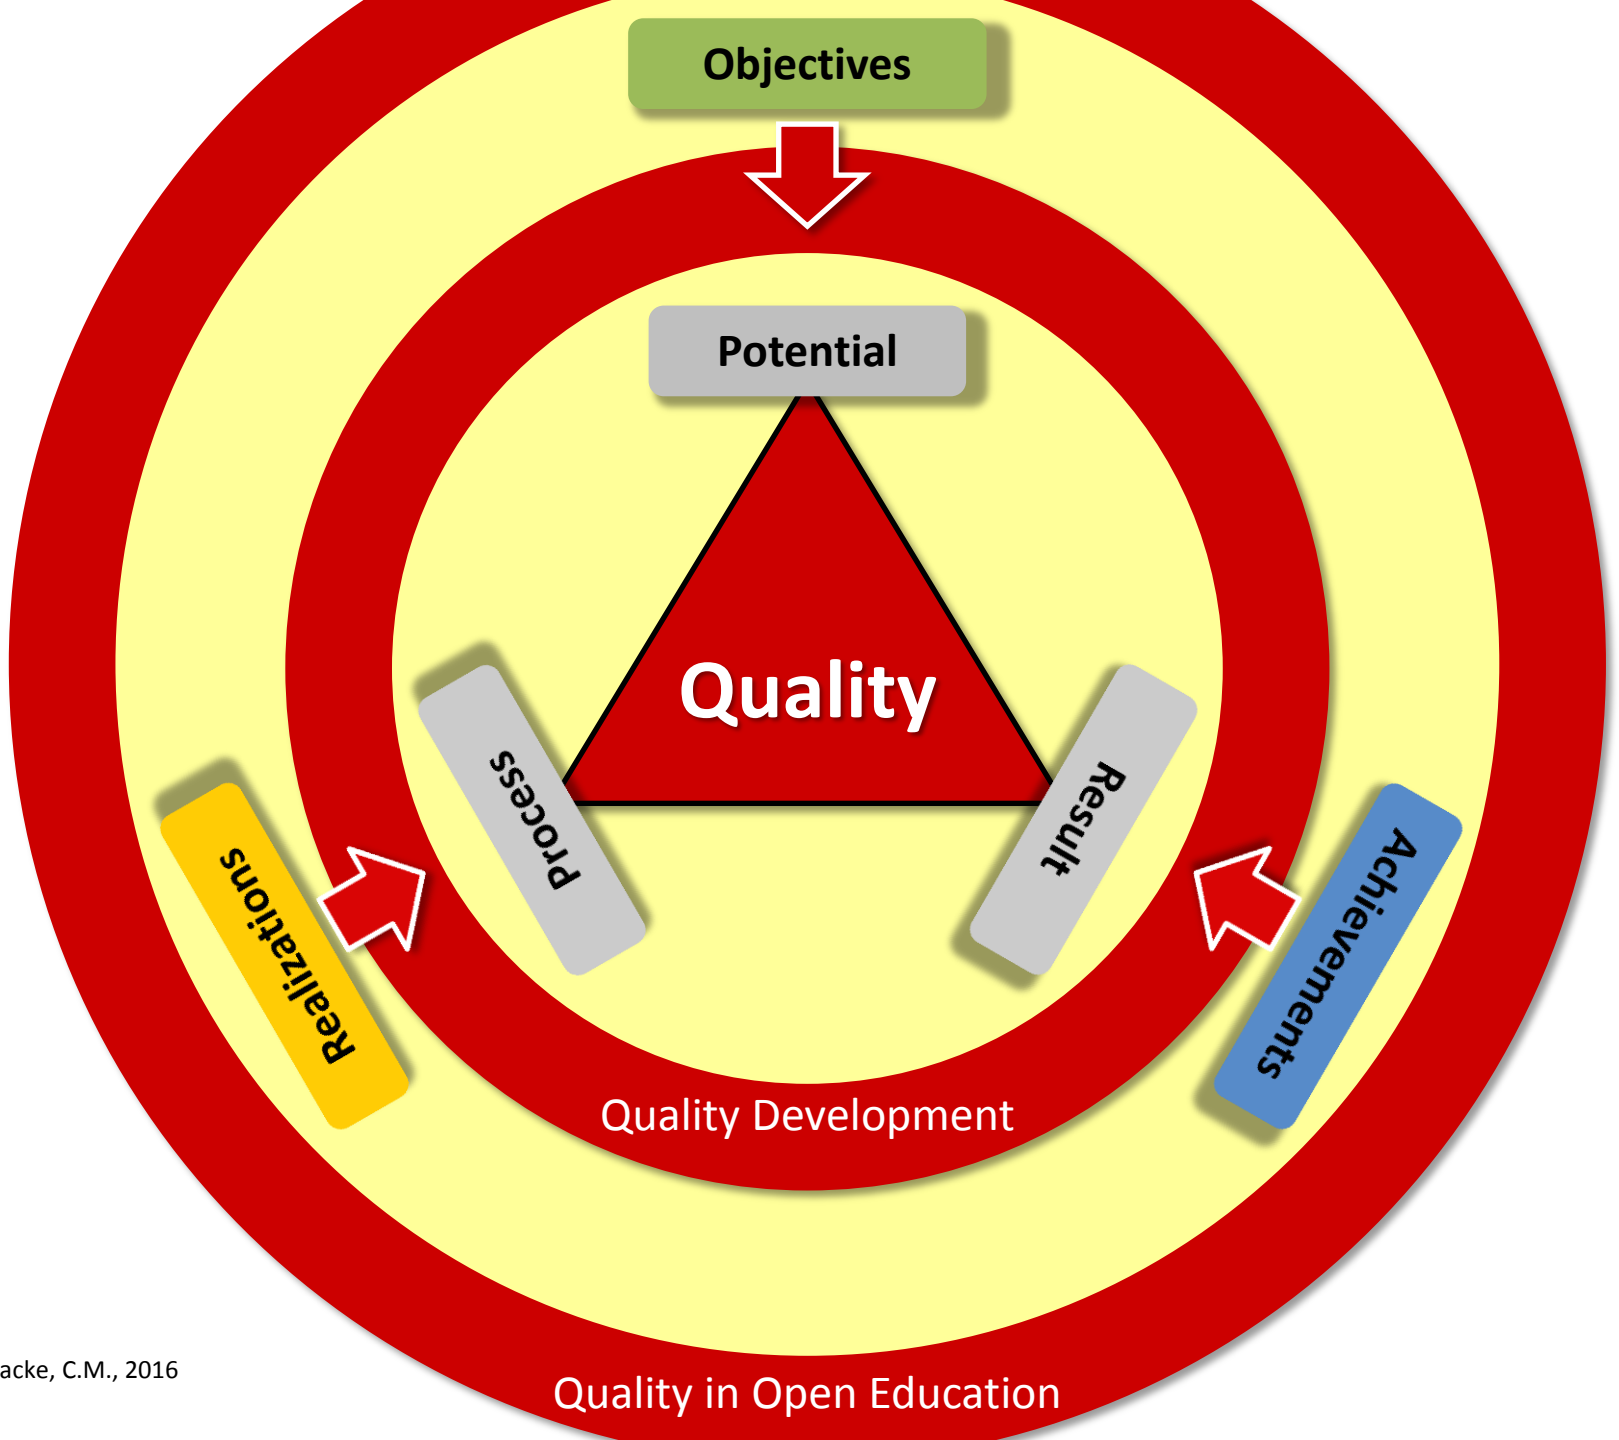 Objectives
Potential
Quality
Process
Result
Realizations
Achievements
Quality Development
acke, C.M., 2016
Quality in Open Education